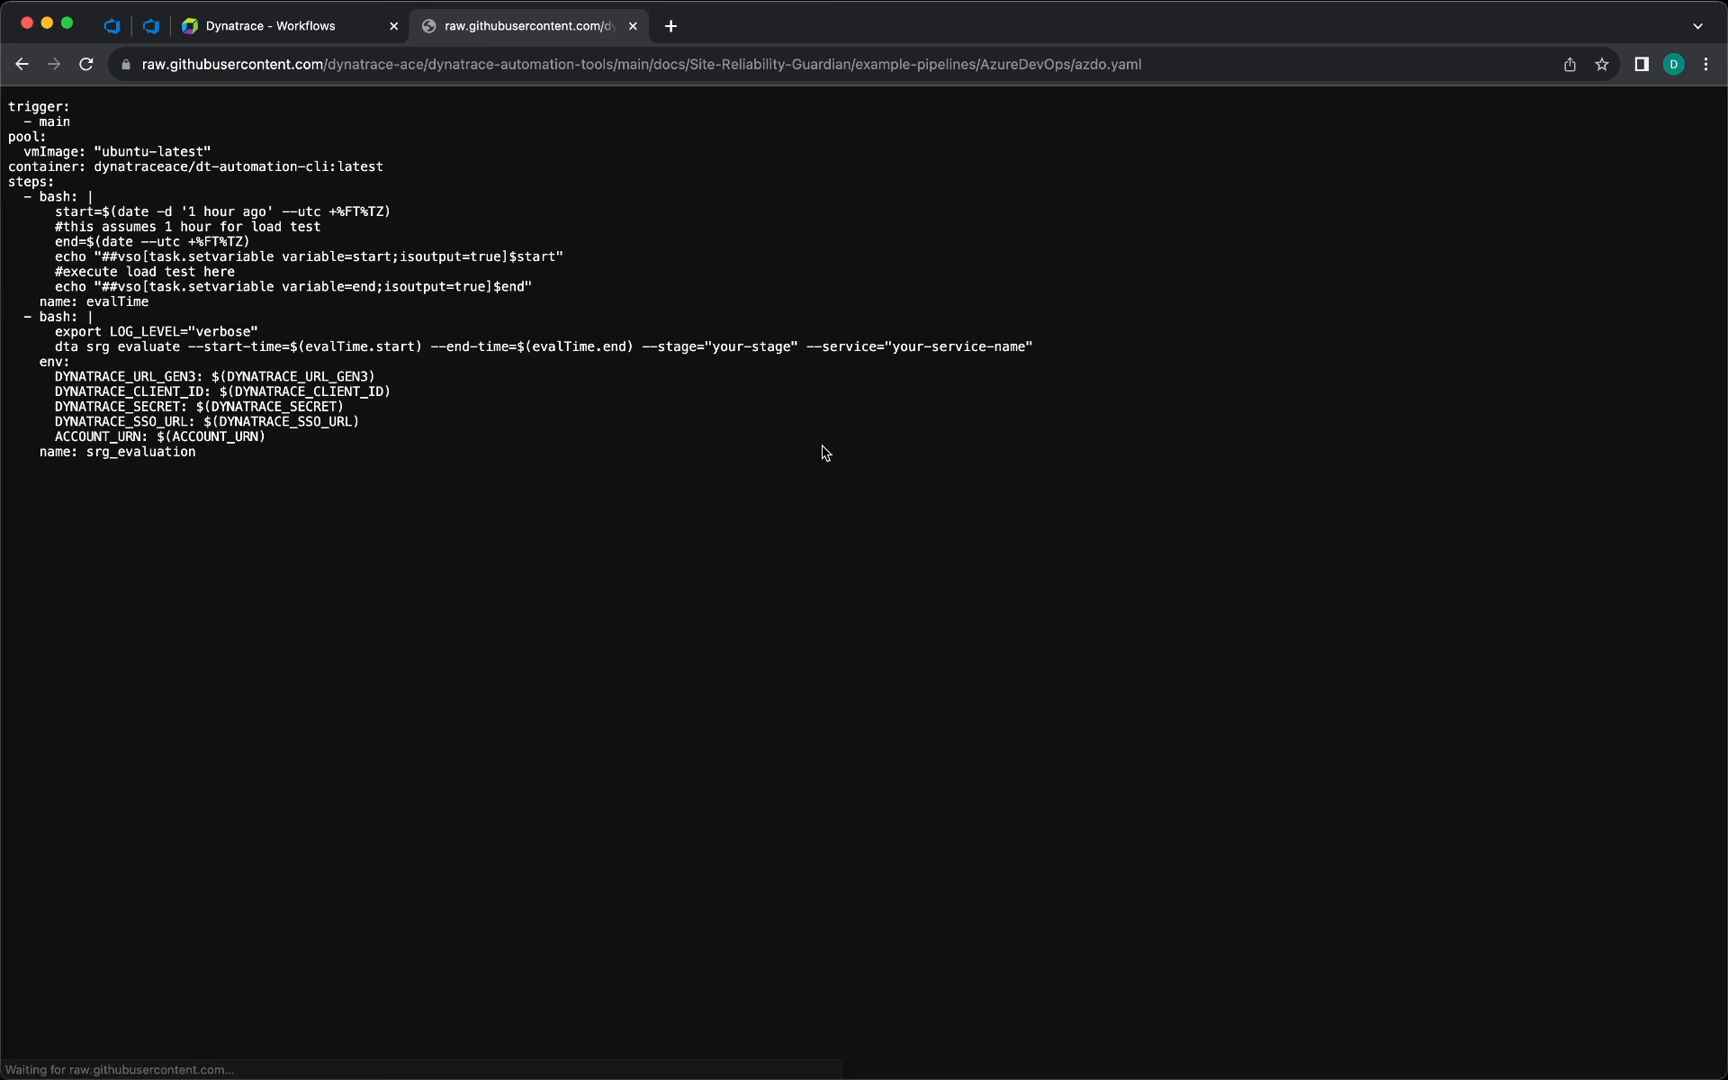 Dynatrace - Workflows
raw.githubusercontent.com/dy
raw.githubusercontent.com/dynatrace-ace/dynatrace-automation-tools/main/docs/Site-Reliability-Guardian/example-pipelines/AzureDevOps/azdo.yaml
D
trigger:
  - main
pool:
  vmImage: "ubuntu-latest"
container: dynatraceace/dt-automation-cli:latest
steps:
  - bash: |
      start=$(date -d '1 hour ago' --utc +%FT%TZ)
      #this assumes 1 hour for load test
      end=$(date --utc +%FT%TZ)
      echo "##vso[task.setvariable variable=start;isoutput=true]$start"
      #execute load test here
      echo "##vso[task.setvariable variable=end;isoutput=true]$end"
    name: evalTime
  - bash: |
      export LOG_LEVEL="verbose"
      dta srg evaluate --start-time=$(evalTime.start) --end-time=$(evalTime.end) --stage="your-stage" --service="your-service-name"
    env:
      DYNATRACE_URL_GEN3: $(DYNATRACE_URL_GEN3)
      DYNATRACE_CLIENT_ID: $(DYNATRACE_CLIENT_ID)
      DYNATRACE_SECRET: $(DYNATRACE_SECRET)
      DYNATRACE_SSO_URL: $(DYNATRACE_SSO_URL)
      ACCOUNT_URN: $(ACCOUNT_URN)
    name: srg_evaluation
Waiting for raw.githubusercontent.com...